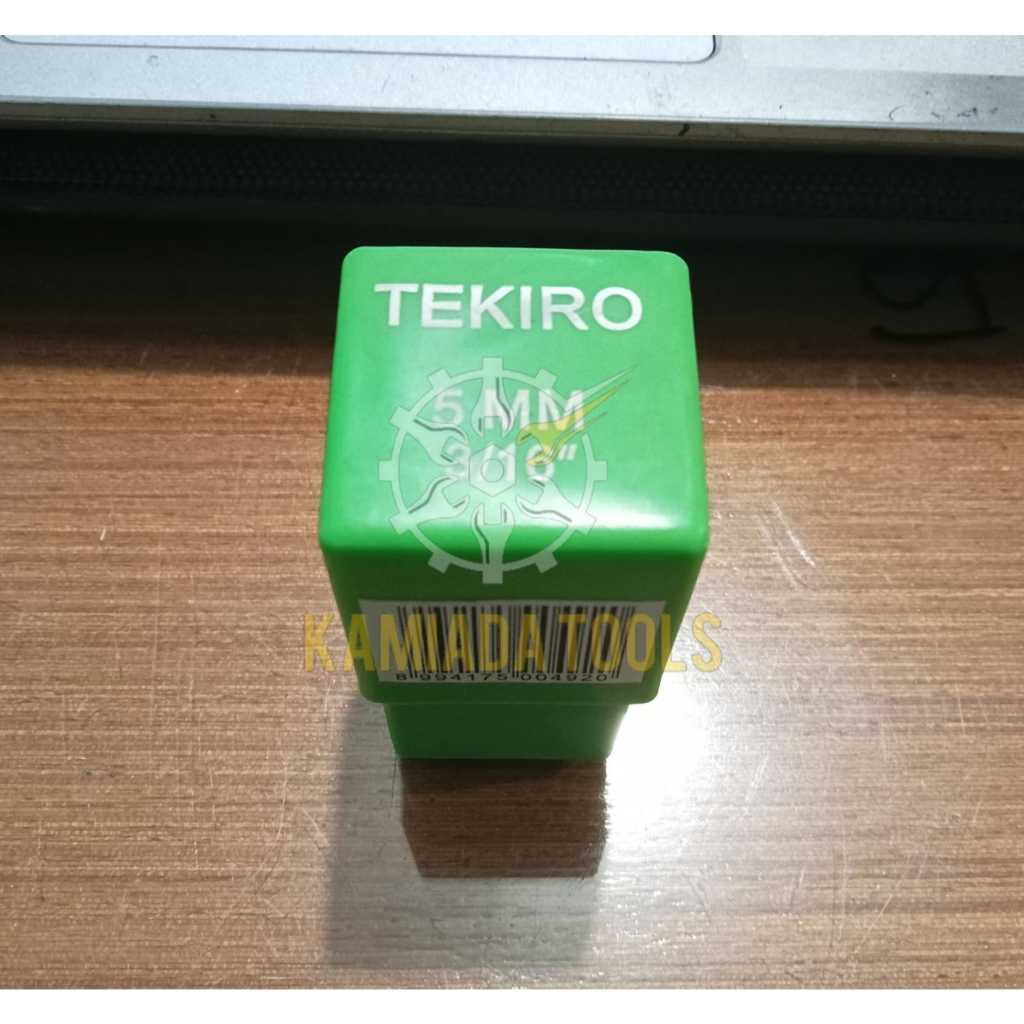 TEKIRO
5 MM
3/16"
KAMIADA TOOLS
8 994175 004920